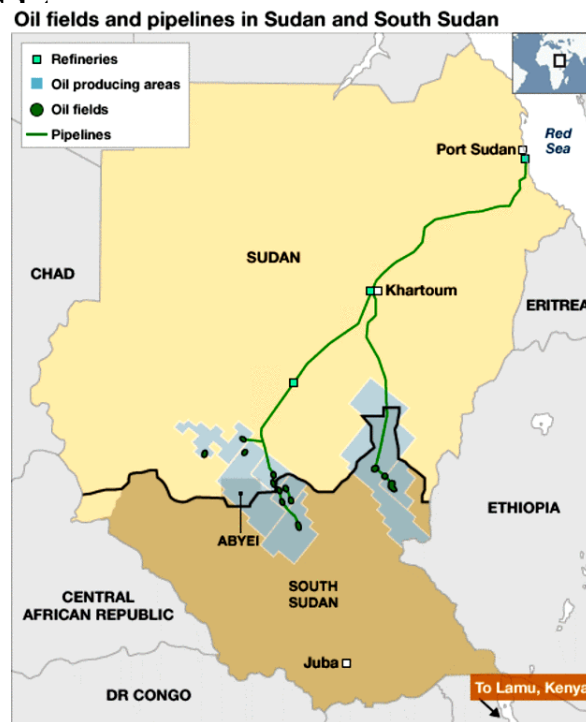 Oil fields and pipelines in Sudan and South Sudan
Refineries
Oil producing areas
Oil fields
Pipelines
Red
Sea
Port Sudan
SUDAN
CHAD
Khartoum
ERITREA
ETHIOPIA
ABYEI
SOUTH
SUDAN
CENTRAL
AFRICAN REPUBLIC
Juba
To Lamu, Kenya
DR CONGO